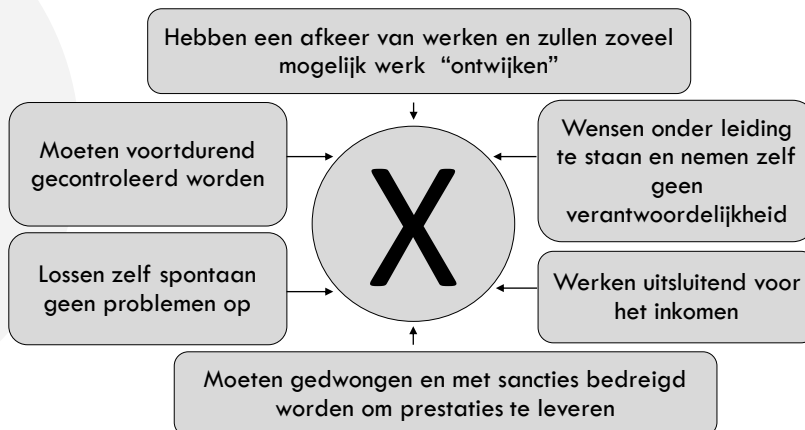 Hebben een afkeer van werken en zullen zoveel
mogelijk werk “ontwijken”
Moeten voortdurend
gecontroleerd worden
Wensen onder leiding
te staan en nemen zelf
geen
verantwoordelijkheid
X
Lossen zelf spontaan
geen problemen op
Werken uitsluitend voor
het inkomen
Moeten gedwongen en met sancties bedreigd
worden om prestaties te leveren